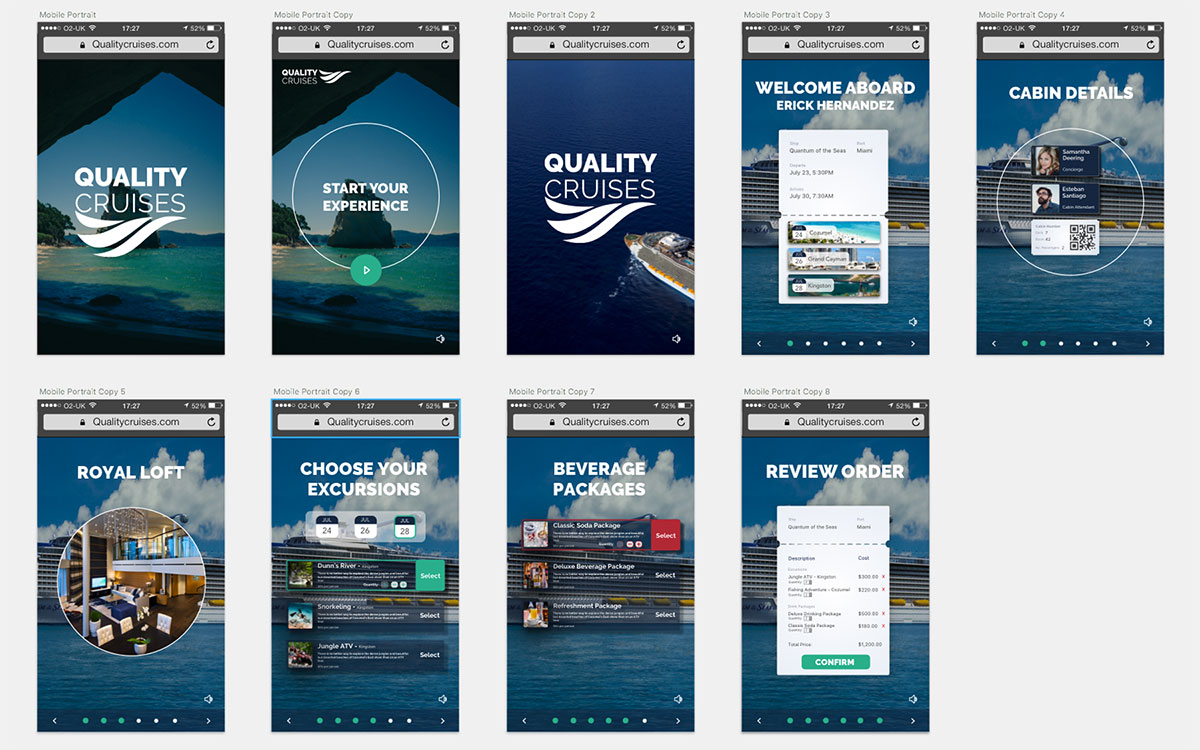 Mobile Portrait
O2-UK 17:27 52%
Qualitycruises.com
QUALITY
CRUISES
Mobile Portrait Copy
O2-UK 17:27 52%
Qualitycruises.com
QUALITY
CRUISES
START YOUR
EXPERIENCE
Mobile Portrait Copy 2
O2-UK 17:27 52%
Qualitycruises.com
QUALITY
CRUISES
Mobile Portrait Copy 3
O2-UK 17:27 52%
Qualitycruises.com
WELCOME ABOARD
ERICK HERNANDEZ
Ship Port
Quantum of the Seas Miami
Departs
July 23, 5:30PM
Arrives
July 30, 7:30AM
JUL
24 Cozumel
JUL
26 Grand Cayman
JUL
28 Kingston
Mobile Portrait Copy 4
O2-UK 17:27 52%
Qualitycruises.com
CABIN DETAILS
Samantha
Deering
Concierge
Esteban
Santiago
Cabin Attendant
Cabin Number
Mobile Portrait Copy 5
O2-UK 17:27 52%
Qualitycruises.com
ROYAL LOFT
Mobile Portrait Copy 6
O2-UK 17:27 52%
Qualitycruises.com
CHOOSE YOUR
EXCURSIONS
JUL JUL JUL
24 26 28
Dunn's River • Kingston
Quantity
Select
Snorkeling • Kingston
Select
Jungle ATV • Kingston
Select
Mobile Portrait Copy 7
O2-UK 17:27 52%
Qualitycruises.com
BEVERAGE
PACKAGES
Classic Soda Package
Quantity
Select
Deluxe Beverage Package
Select
Refreshment Package
Select
Mobile Portrait Copy 8
O2-UK 17:27 52%
Qualitycruises.com
REVIEW ORDER
Ship Port
Quantum of the Seas Miami
Description Cost
Excursions
Jungle ATV - Kingston $300.00 X
Quantity
Fishing Adventure - Cozumel $220.00 X
Quantity
Drink Packages
Deluxe Drinking Package $500.00 X
Quantity
Classic Soda Package $180.00 X
Quantity
Total Price $1,200.00
CONFIRM